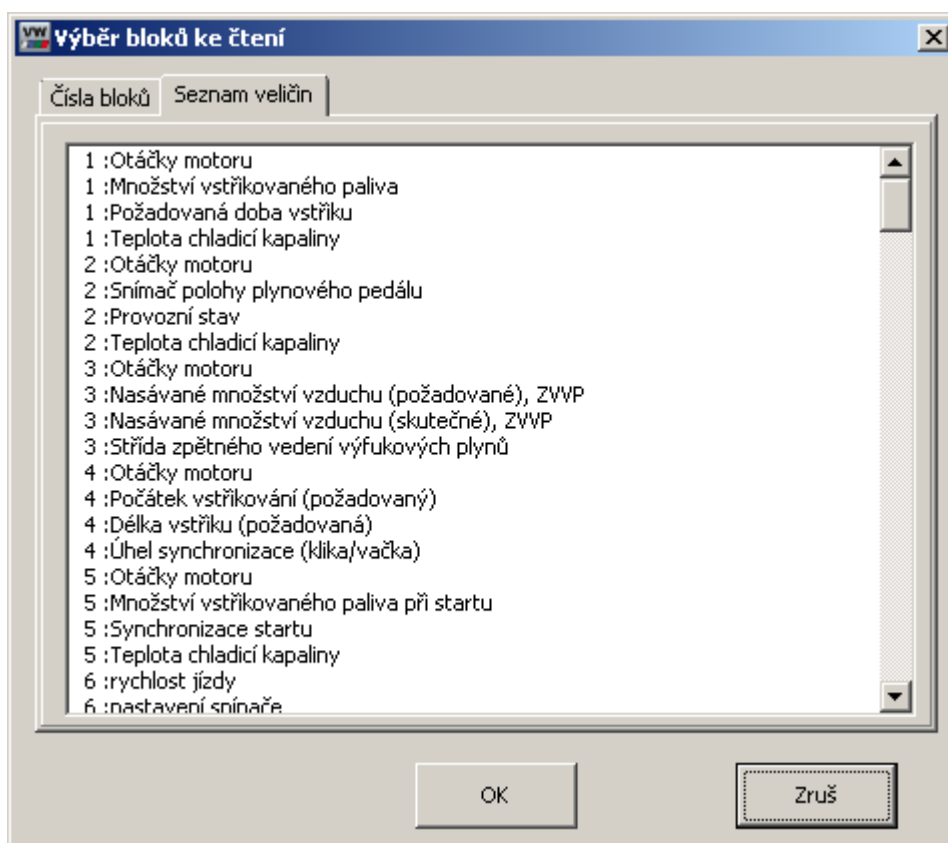 VW Výběr bloků ke čtení
Čísla bloků Seznam veličin
1 :Otáčky motoru
1 :Množství vstřikovaného paliva
1 :Požadovaná doba vstřiku
1 :Teplota chladicí kapaliny
2 :Otáčky motoru
2 :Snímač polohy plynového pedálu
2 :Provozní stav
2 :Teplota chladicí kapaliny
3 :Otáčky motoru
3 :Nasávané množství vzduchu (požadované), ZVVP
3 :Nasávané množství vzduchu (skutečné), ZVVP
3 :Střída zpětného vedení výfukových plynů
4 :Otáčky motoru
4 :Počátek vstřikování (požadovaný)
4 :Délka vstřiku (požadovaná)
4 :Úhel synchronizace (klika/vačka)
5 :Otáčky motoru
5 :Množství vstřikovaného paliva při startu
5 :Synchronizace startu
5 :Teplota chladicí kapaliny
6 :rychlost jízdy
6 :nastavení spínače
OK Zruš